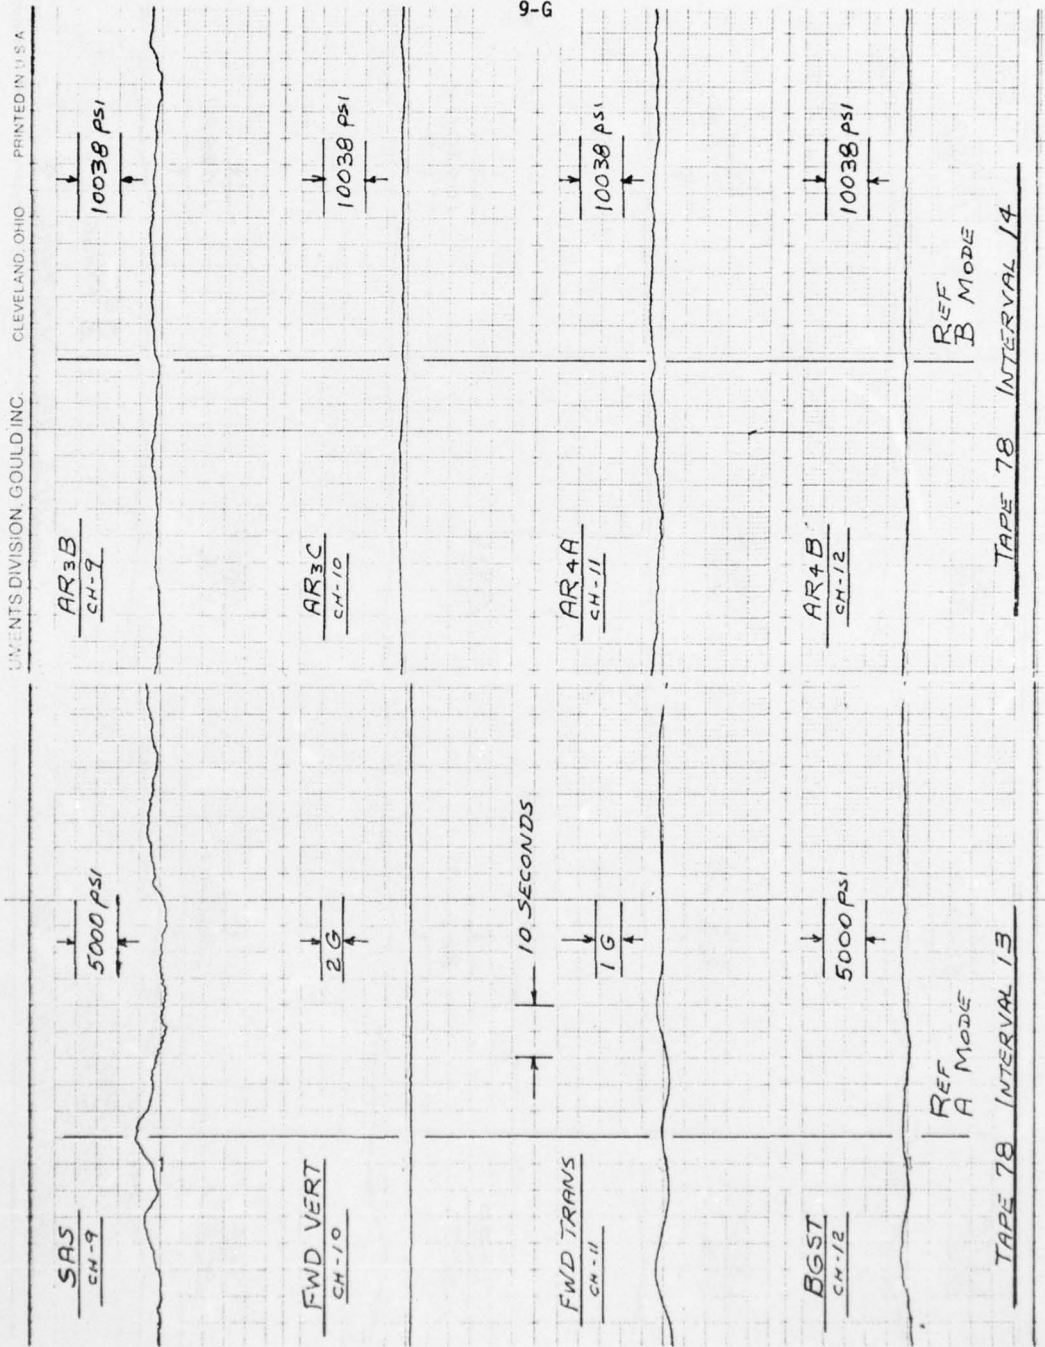 9-G
UMENTS DIVISION, GOULD INC CLEVELAND, OHIO PRINTED IN U S A
SAS
CH-9
5000 PSI
FWD VERT
CH-10
2 G
10 SECONDS
FWD TRANS
CH-11
1 G
BGST
CH-12
5000 PSI
REF
A MODE
TAPE 78 INTERVAL 13
AR3B
CH-9
10038 PSI
AR3C
CH-10
10038 PSI
AR4A
CH-11
10038 PSI
AR4B
CH-12
10038 PSI
REF
B MODE
TAPE 78 INTERVAL 14